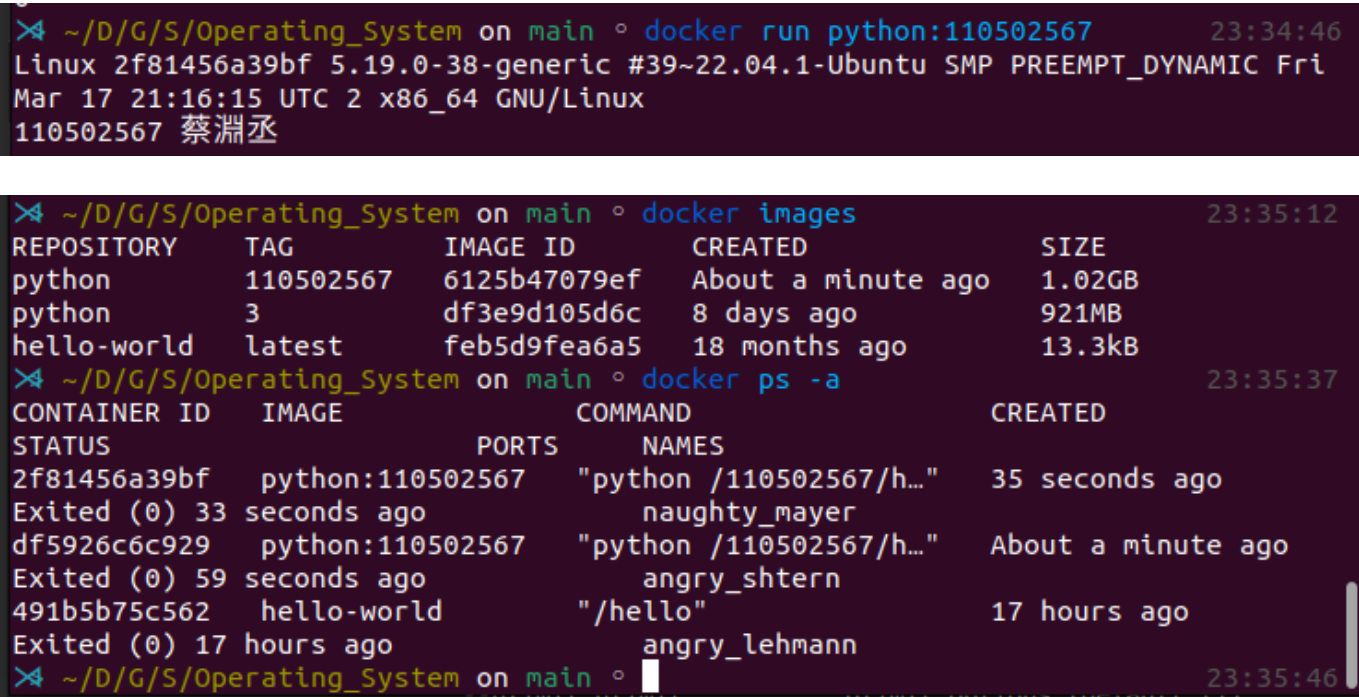 ~/D/G/S/Operating_System on main ◦ docker run python:110502567 23:34:46
Linux 2f81456a39bf 5.19.0-38-generic #39~22.04.1-Ubuntu SMP PREEMPT_DYNAMIC Fri
Mar 17 21:16:15 UTC 2 x86_64 GNU/Linux
110502567 蔡淵丞
~/D/G/S/Operating_System on main ◦ docker images 23:35:12
REPOSITORY TAG IMAGE ID CREATED SIZE
python 110502567 6125b47079ef About a minute ago 1.02GB
python 3 df3e9d105d6c 8 days ago 921MB
hello-world latest feb5d9fea6a5 18 months ago 13.3kB
~/D/G/S/Operating_System on main ◦ docker ps -a 23:35:37
CONTAINER ID IMAGE COMMAND CREATED
STATUS PORTS NAMES
2f81456a39bf python:110502567 "python /110502567/h…" 35 seconds ago
Exited (0) 33 seconds ago naughty_mayer
df5926c6c929 python:110502567 "python /110502567/h…" About a minute ago
Exited (0) 59 seconds ago angry_shtern
491b5b75c562 hello-world "/hello" 17 hours ago
Exited (0) 17 hours ago angry_lehmann
~/D/G/S/Operating_System on main ◦ 23:35:46